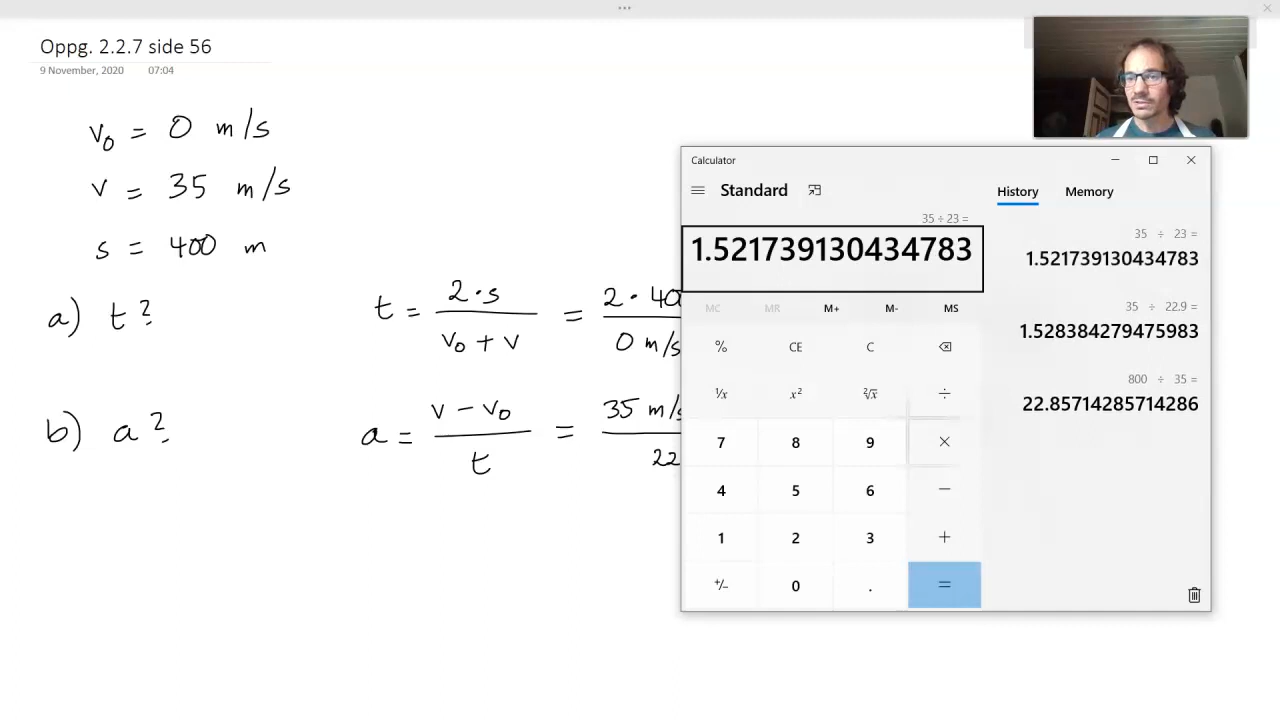 Oppg. 2.2.7 side 56
9 November, 2020 07:04
v₀ = 0 m/s
v = 35 m/s
s = 400 m
a) t?
t = 2·s / v₀ + v = 2 · 40 / 0 m/s
b) a?
a = v - v₀ / t = 35 m/s / 22
Calculator
Standard
History
Memory
35 ÷ 23 =
1.521739130434783
MC MR M+ M- MS
% CE C ⌫
¹/x x² ²√x ÷
7 8 9 ×
4 5 6 −
1 2 3 +
+/− 0 . =
35 ÷ 23 =
1.521739130434783
35 ÷ 22.9 =
1.528384279475983
800 ÷ 35 =
22.85714285714286